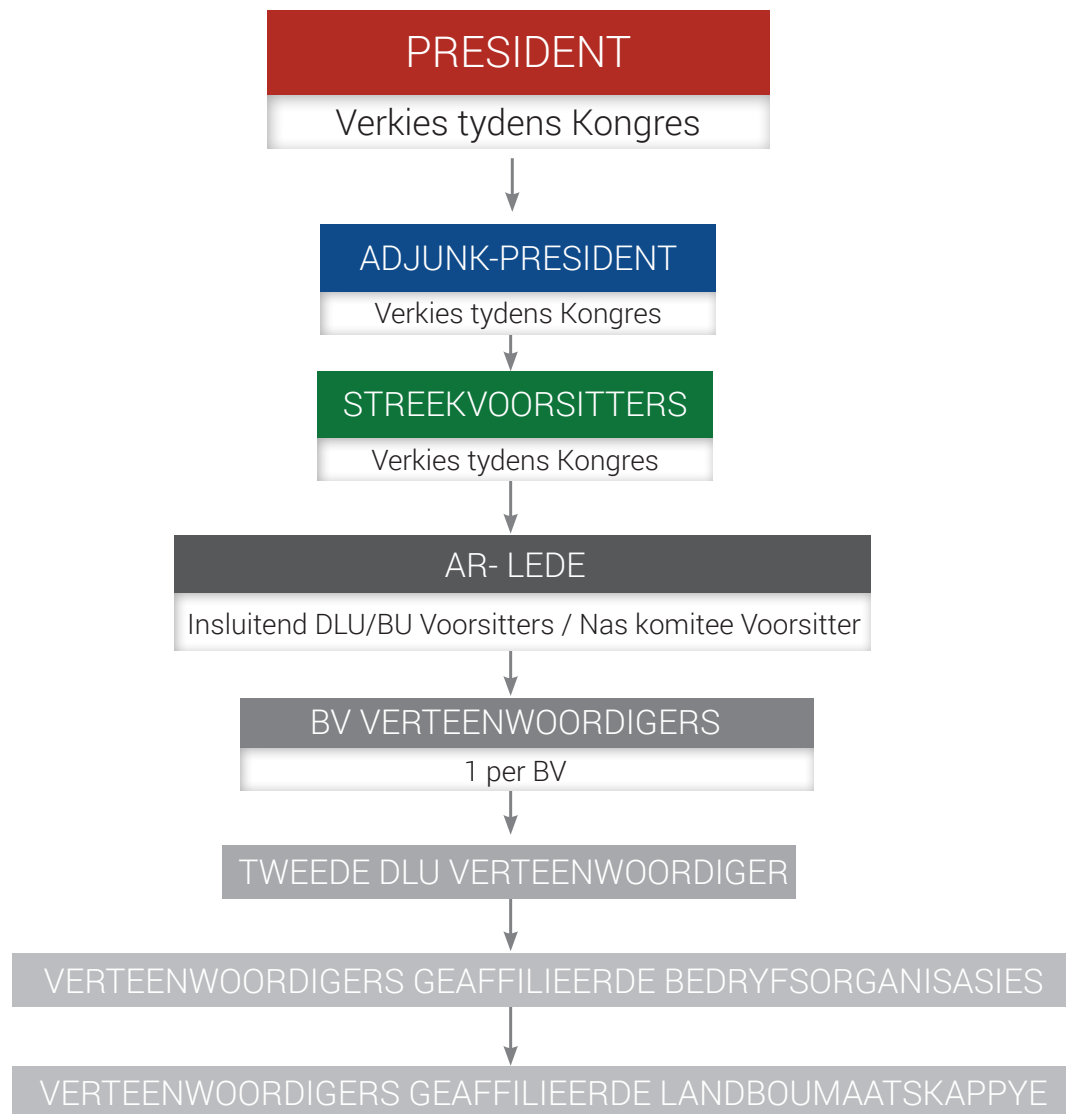 PRESIDENT
Verkies tydens Kongres
ADJUNK-PRESIDENT
Verkies tydens Kongres
STREEKVOORSITTERS
Verkies tydens Kongres
AR- LEDE
Insluitend DLU/BU Voorsitters / Nas komitee Voorsitter
BV VERTEENWOORDIGERS
1 per BV
TWEEDE DLU VERTEENWOORDIGER
VERTEENWOORDIGERS GEAFFILIEERDE BEDRYFSORGANISASIES
VERTEENWOORDIGERS GEAFFILIEERDE LANDBOUMAATSKAPPYE